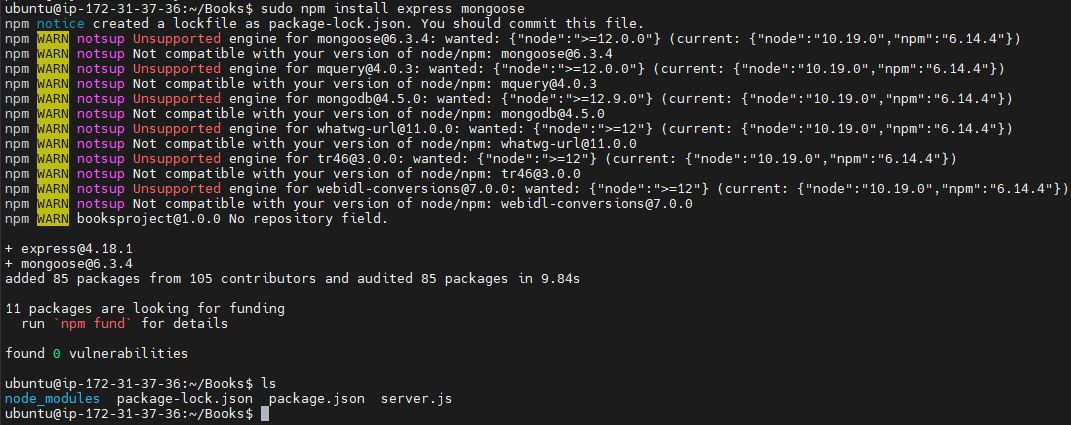 ubuntu@ip-172-31-37-36:~/Books$ sudo npm install express mongoose
npm notice created a lockfile as package-lock.json. You should commit this file.
npm WARN notsup Unsupported engine for mongoose@6.3.4: wanted: {"node":">=12.0.0"} (current: {"node":"10.19.0","npm":"6.14.4"})
npm WARN notsup Not compatible with your version of node/npm: mongoose@6.3.4
npm WARN notsup Unsupported engine for mquery@4.0.3: wanted: {"node":">=12.0.0"} (current: {"node":"10.19.0","npm":"6.14.4"})
npm WARN notsup Not compatible with your version of node/npm: mquery@4.0.3
npm WARN notsup Unsupported engine for mongodb@4.5.0: wanted: {"node":">=12.9.0"} (current: {"node":"10.19.0","npm":"6.14.4"})
npm WARN notsup Not compatible with your version of node/npm: mongodb@4.5.0
npm WARN notsup Unsupported engine for whatwg-url@11.0.0: wanted: {"node":">=12"} (current: {"node":"10.19.0","npm":"6.14.4"})
npm WARN notsup Not compatible with your version of node/npm: whatwg-url@11.0.0
npm WARN notsup Unsupported engine for tr46@3.0.0: wanted: {"node":">=12"} (current: {"node":"10.19.0","npm":"6.14.4"})
npm WARN notsup Not compatible with your version of node/npm: tr46@3.0.0
npm WARN notsup Unsupported engine for webidl-conversions@7.0.0: wanted: {"node":">=12"} (current: {"node":"10.19.0","npm":"6.14.4"})
npm WARN notsup Not compatible with your version of node/npm: webidl-conversions@7.0.0
npm WARN booksproject@1.0.0 No repository field.
+ express@4.18.1
+ mongoose@6.3.4
added 85 packages from 105 contributors and audited 85 packages in 9.84s
11 packages are looking for funding
run `npm fund` for details
found 0 vulnerabilities
ubuntu@ip-172-31-37-36:~/Books$ ls
node_modules package-lock.json package.json server.js
ubuntu@ip-172-31-37-36:~/Books$